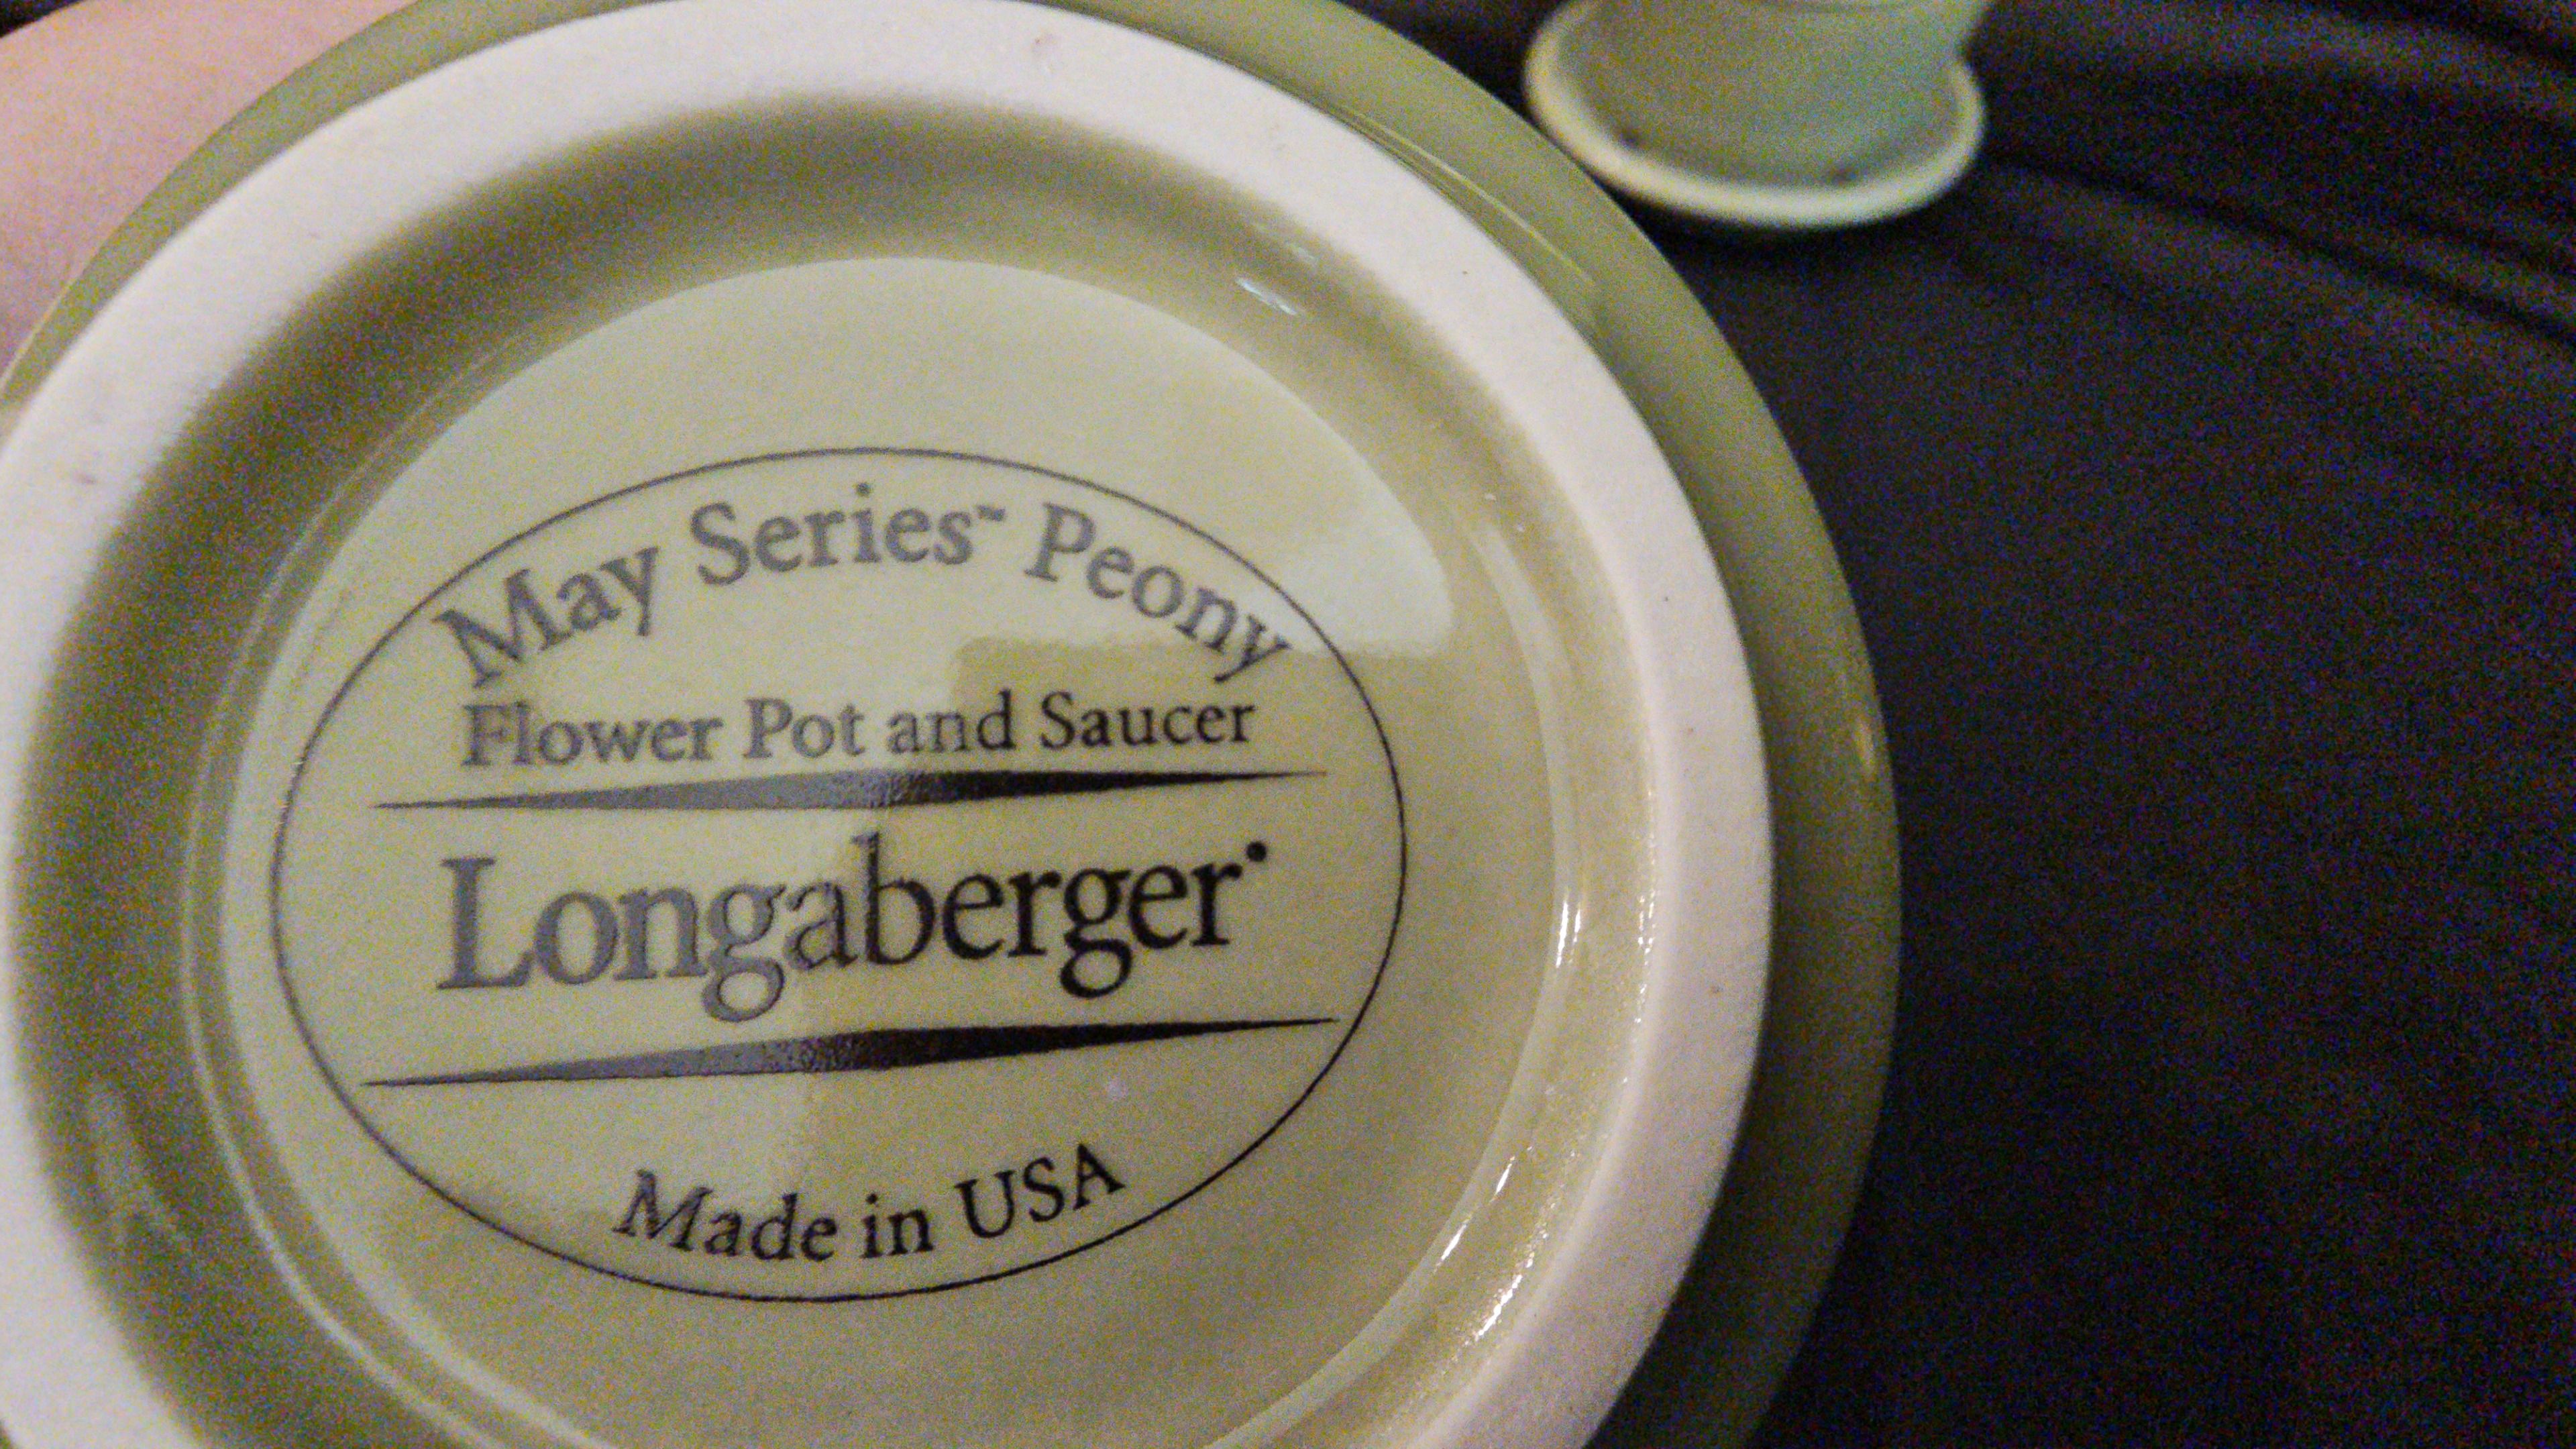 May Series™ Peony
Flower Pot and Saucer
Longaberger®
Made in USA